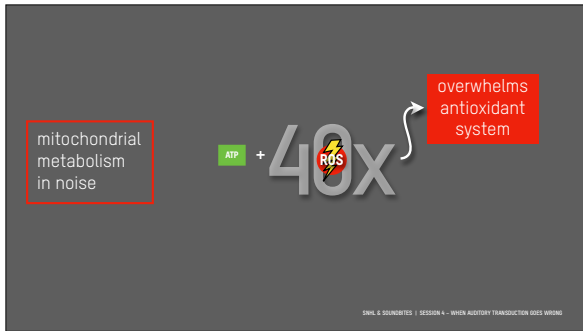 overwhelms
antioxidant
system
mitochondrial
metabolism
in noise
ATP + 40x
ROS
SNHL & SOUNDBITES | SESSION 4 – WHEN AUDITORY TRANSDUCTION GOES WRONG